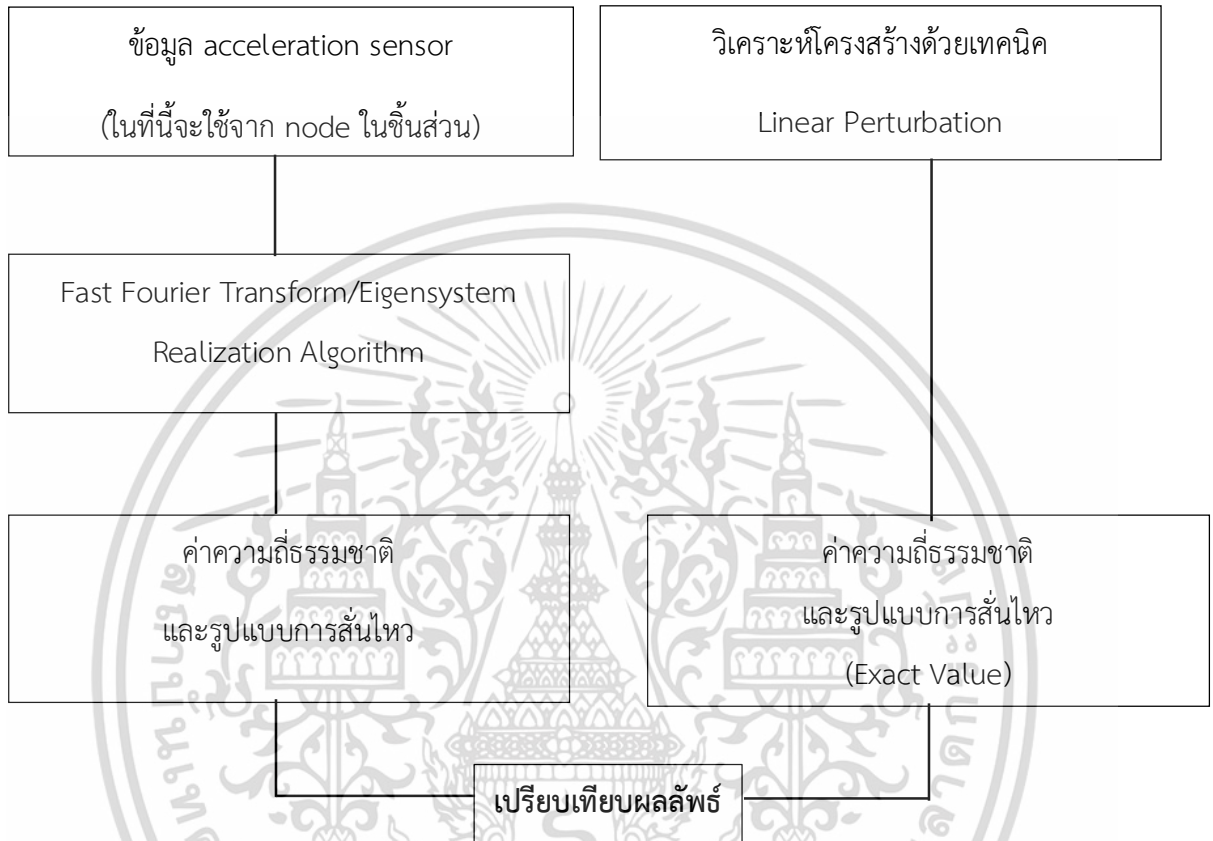 ข้อมูล acceleration sensor
(ในที่นี้จะใช้จาก node ในชิ้นส่วน)
วิเคราะห์โครงสร้างด้วยเทคนิค
Linear Perturbation
Fast Fourier Transform/Eigensystem
Realization Algorithm
ค่าความถี่ธรรมชาติ
และรูปแบบการสั่นไหว
ค่าความถี่ธรรมชาติ
และรูปแบบการสั่นไหว
(Exact Value)
เปรียบเทียบผลลัพธ์